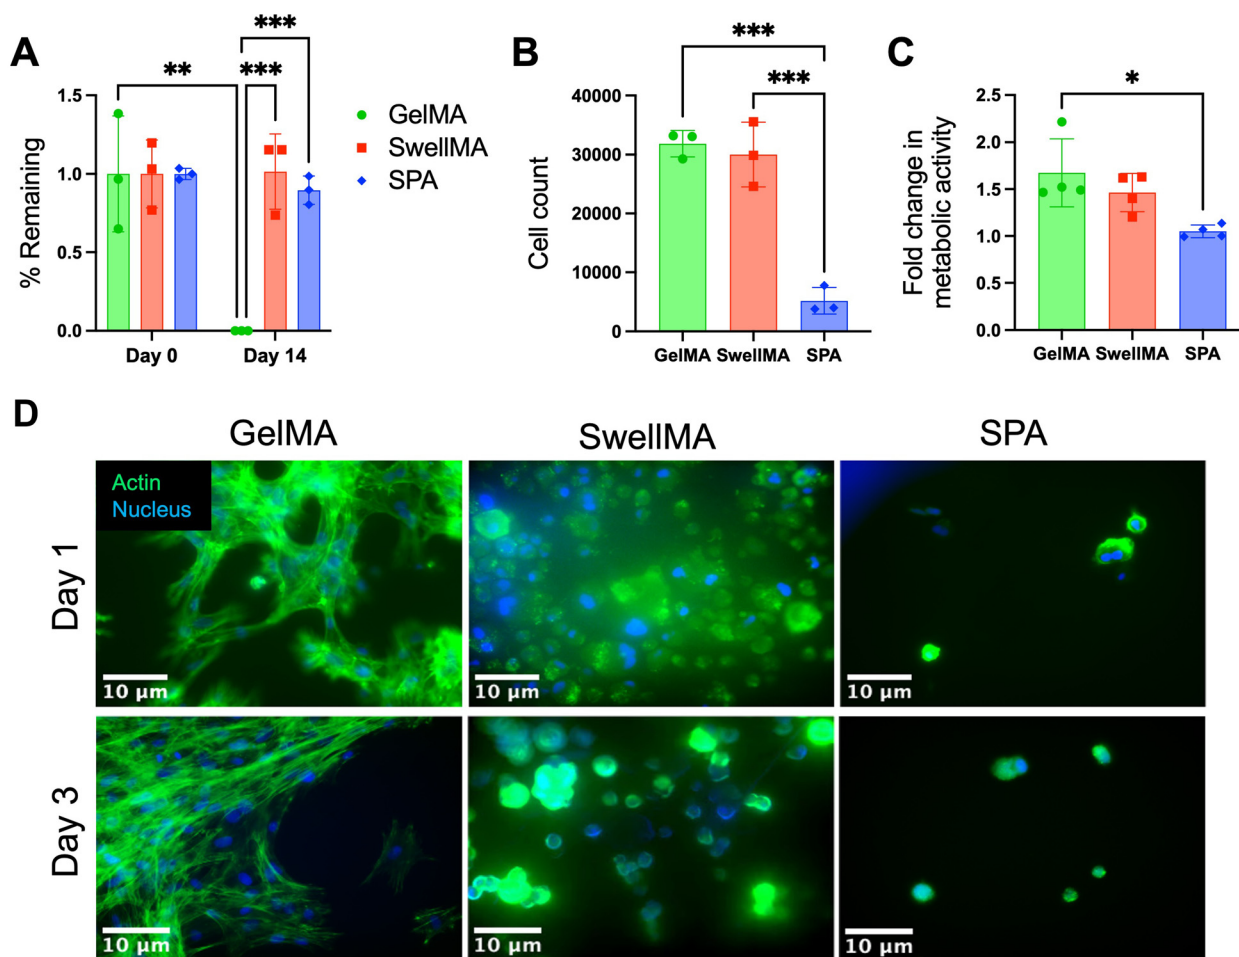 A
% Remaining
1.5
1.0
0.5
0.0
** *** ***
Day 0 Day 14
GelMA
SwellMA
SPA
B
Cell count
40000
30000
20000
10000
0
*** ***
GelMA SwellMA SPA
C
Fold change in
metabolic activity
2.5
2.0
1.5
1.0
0.5
0.0
*
GelMA SwellMA SPA
D
GelMA SwellMA SPA
Day 1
Actin
Nucleus
10 μm 10 μm 10 μm
Day 3
10 μm 10 μm 10 μm